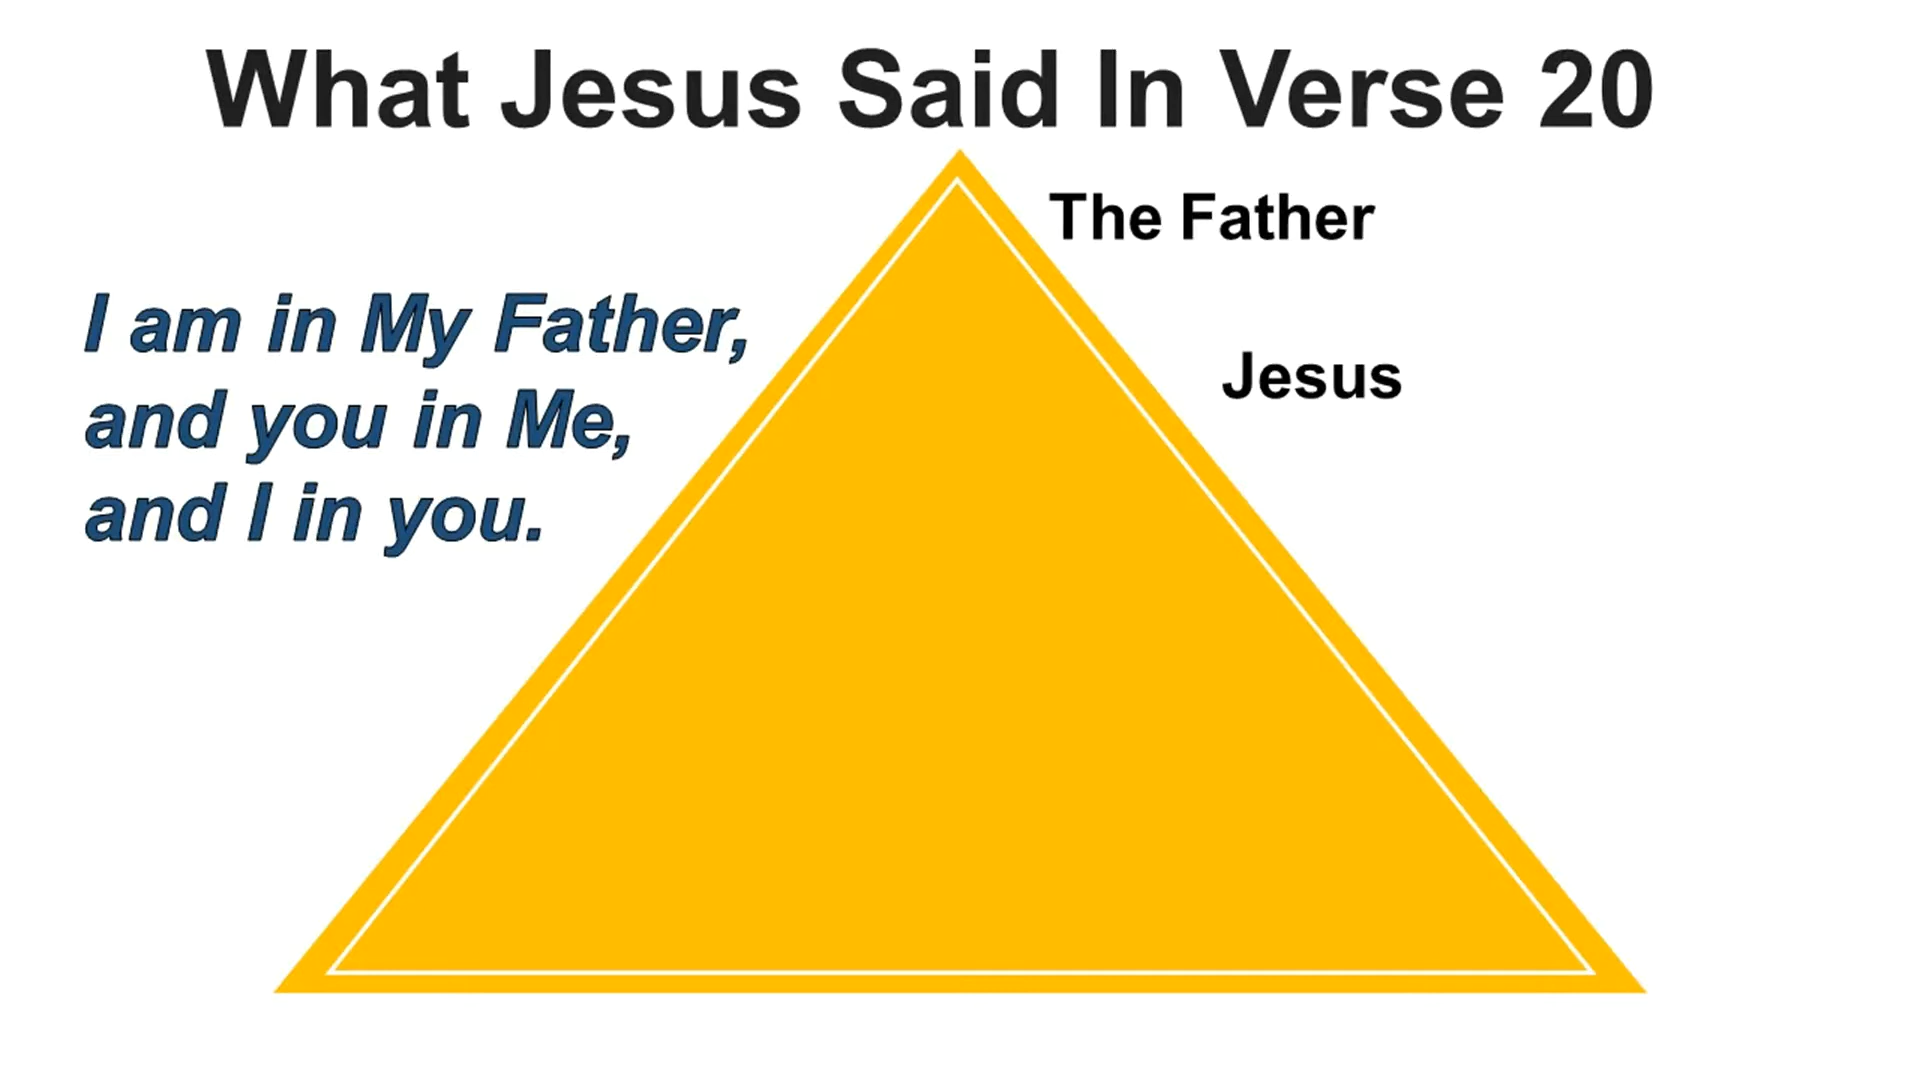 What Jesus Said In Verse 20
The Father
I am in My Father,
Jesus
and you in Me,
and I in you.